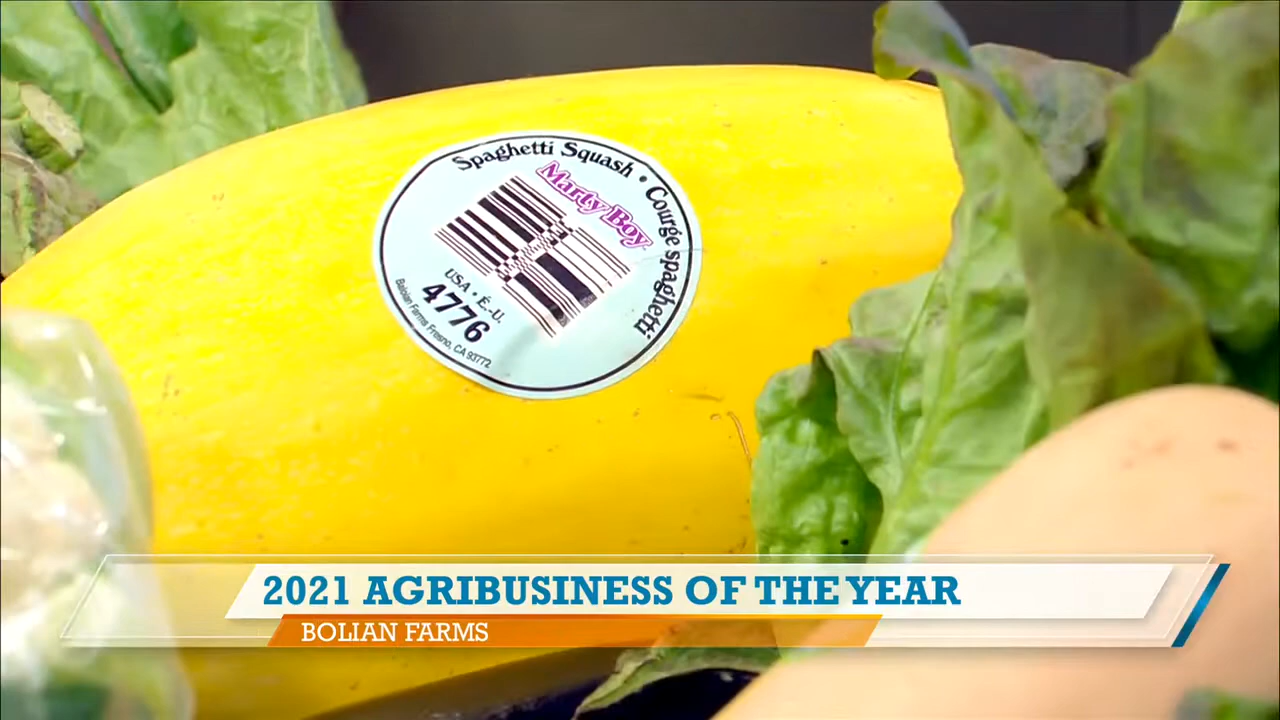 Spaghetti Squash • Courge spaghetti
Marty Boy
USA • É.-U.
4776
Balolian Farms Fresno, CA 93772
2021 AGRIBUSINESS OF THE YEAR
BOLIAN FARMS